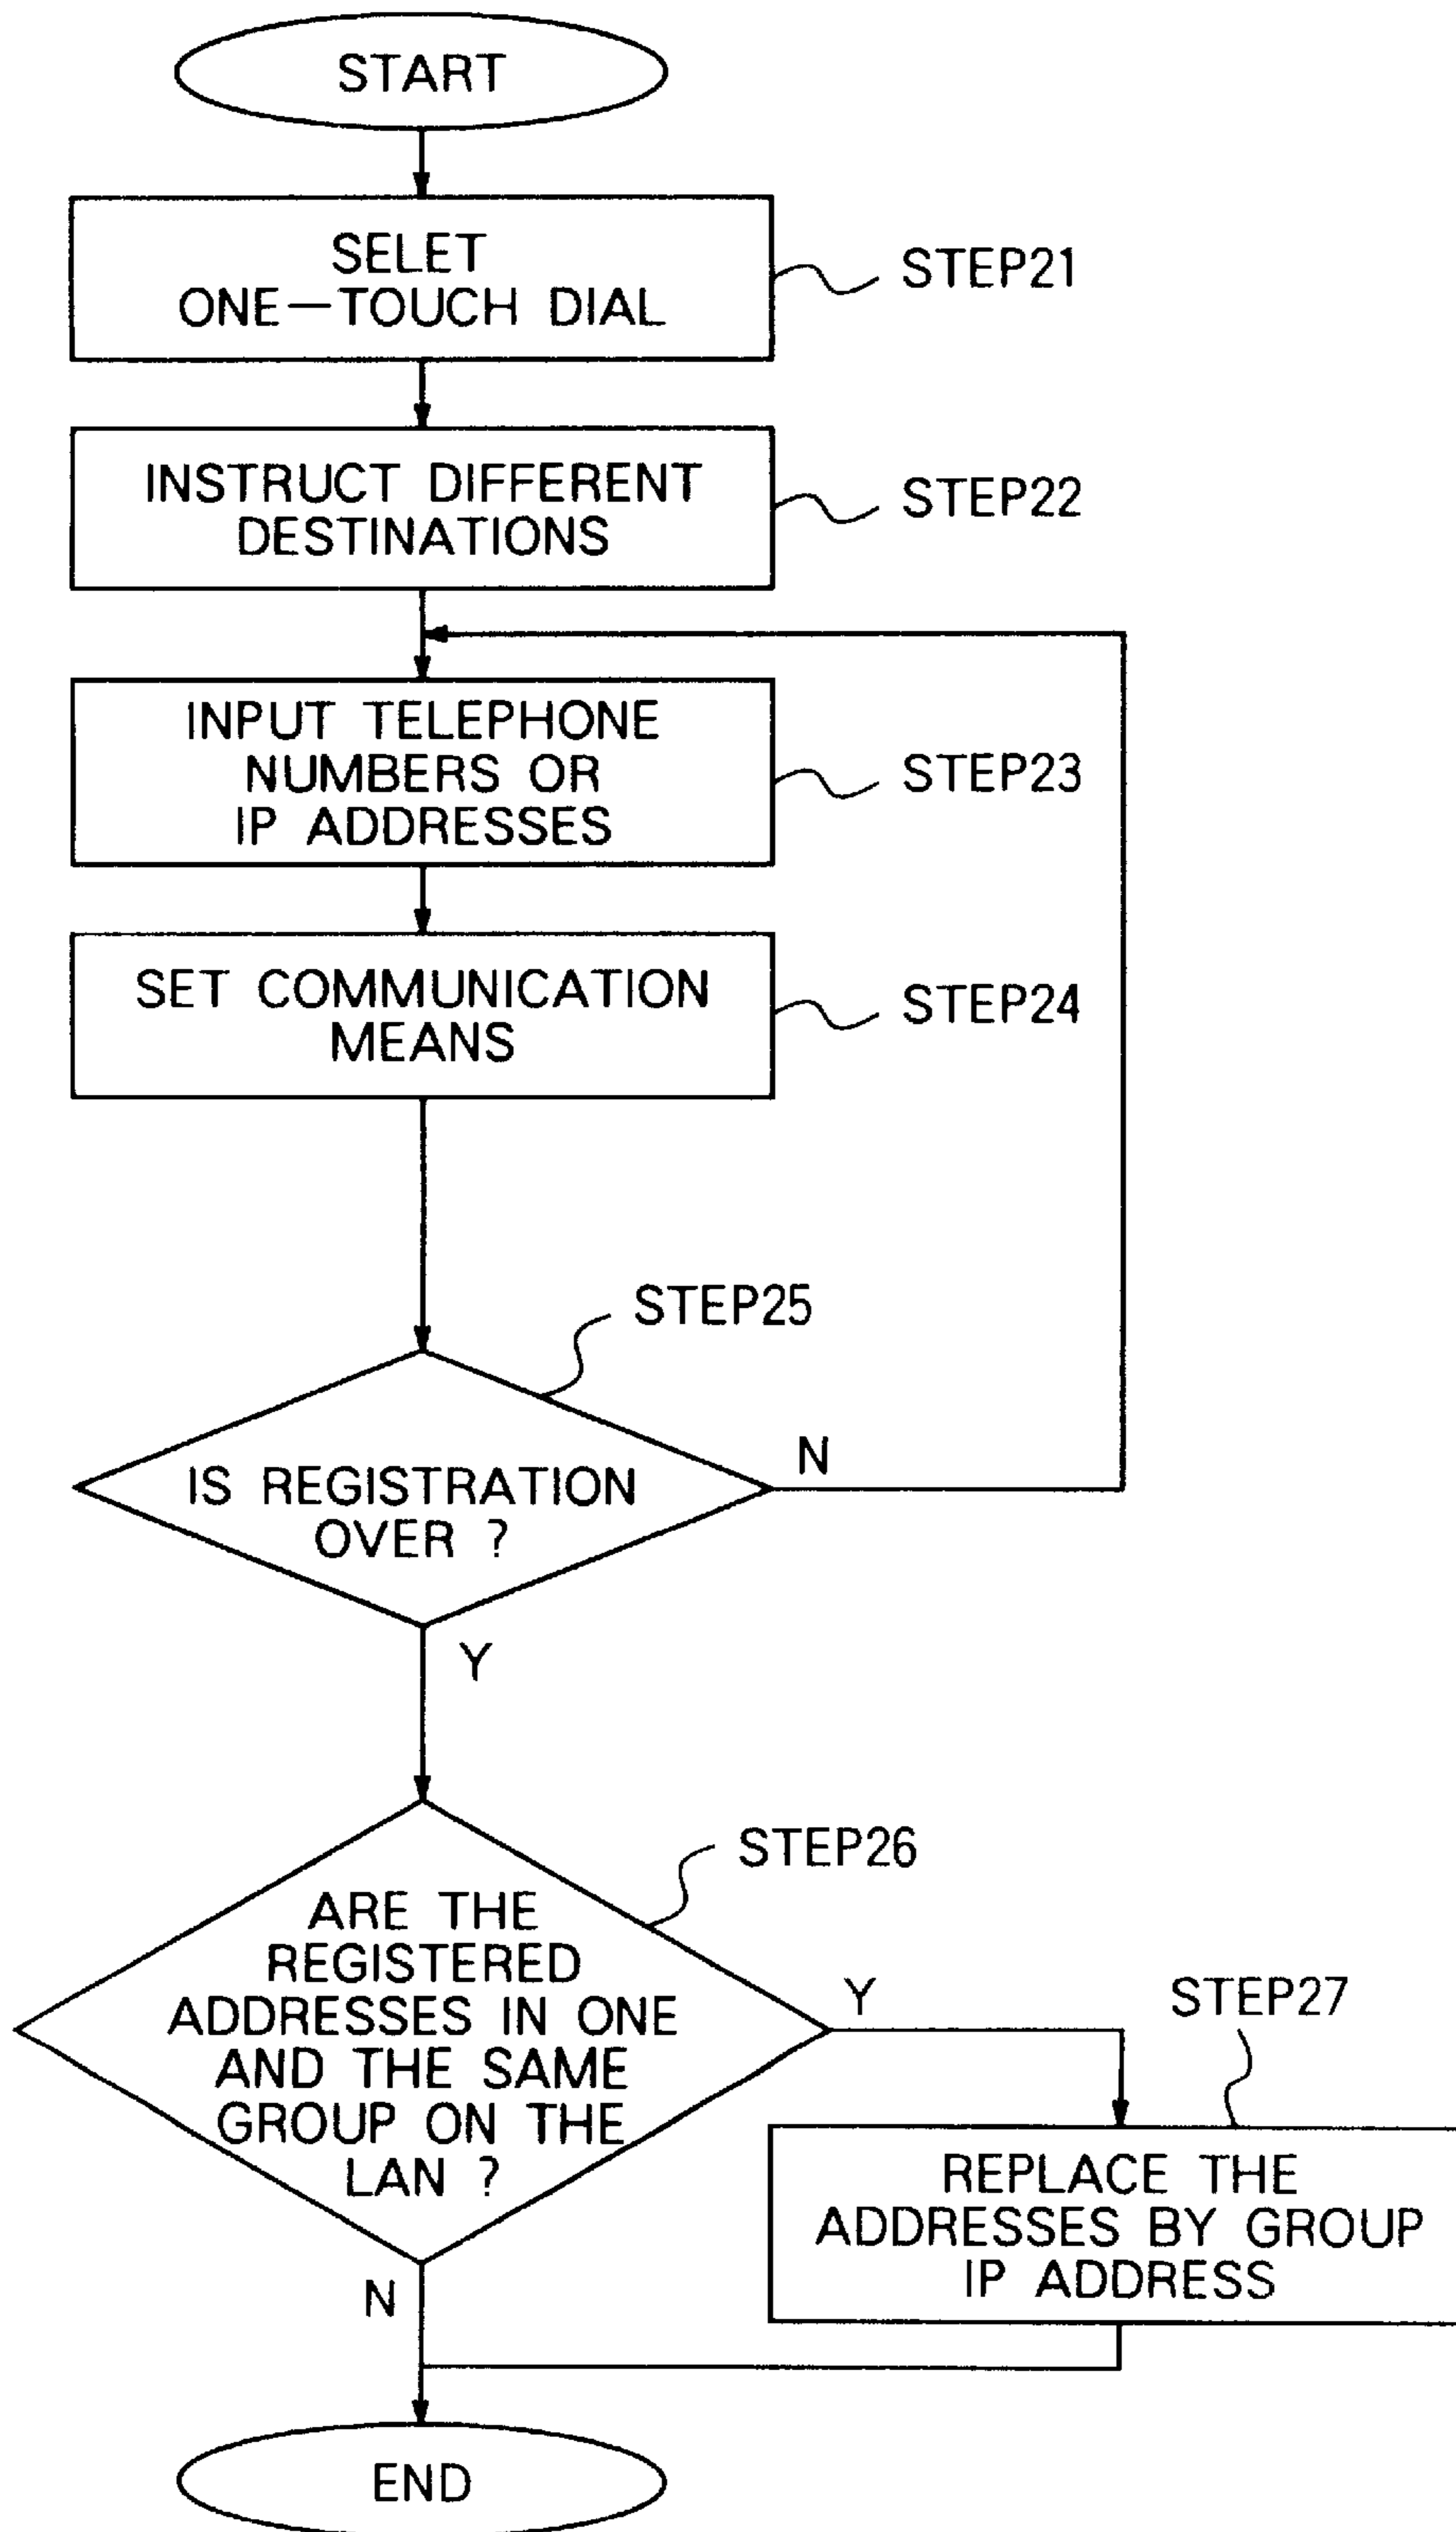 START
SELET
ONE—TOUCH DIAL
STEP21
INSTRUCT DIFFERENT
DESTINATIONS
STEP22
INPUT TELEPHONE
NUMBERS OR
IP ADDRESSES
STEP23
SET COMMUNICATION
MEANS
STEP24
STEP25
IS REGISTRATION
OVER ?
N
Y
STEP26
ARE THE
REGISTERED
ADDRESSES IN ONE
AND THE SAME
GROUP ON THE
LAN ?
Y
STEP27
REPLACE THE
ADDRESSES BY GROUP
IP ADDRESS
N
END